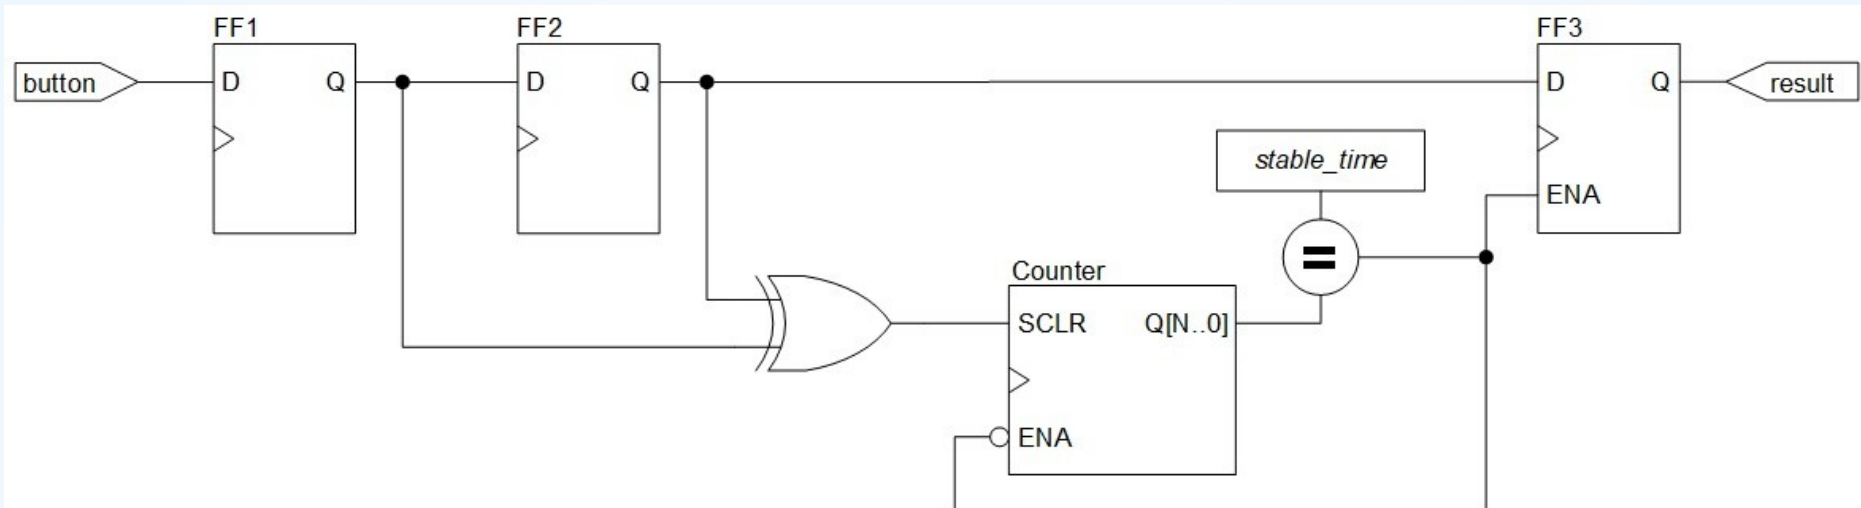 FF1
FF2
FF3
button
D
Q
D
Q
D
Q
result
stable_time
ENA
=
Counter
SCLR
Q[N..0]
ENA